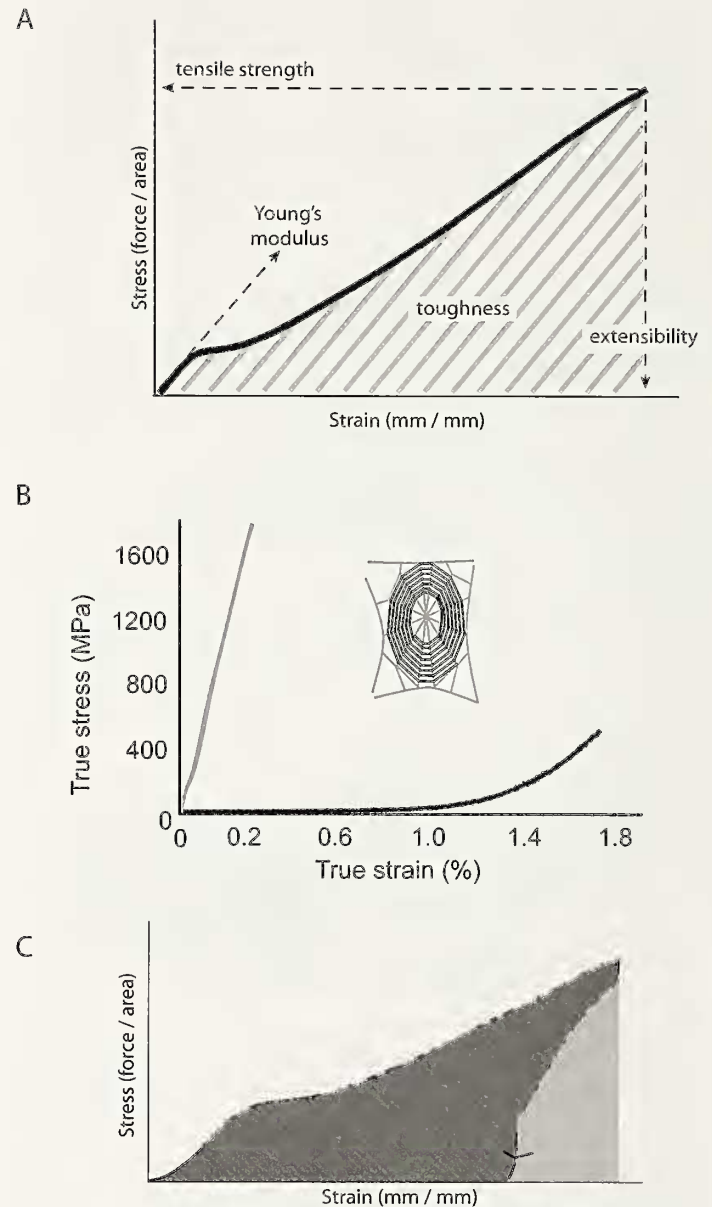 A
tensile strength
Young's
modulus
toughness
extensibility
Stress (force / area)
Strain (mm / mm)
B
1600
1200
800
400
0
0 0.2 0.6 1.0 1.4 1.8
True stress (MPa)
True strain (%)
C
Stress (force / area)
Strain (mm / mm)